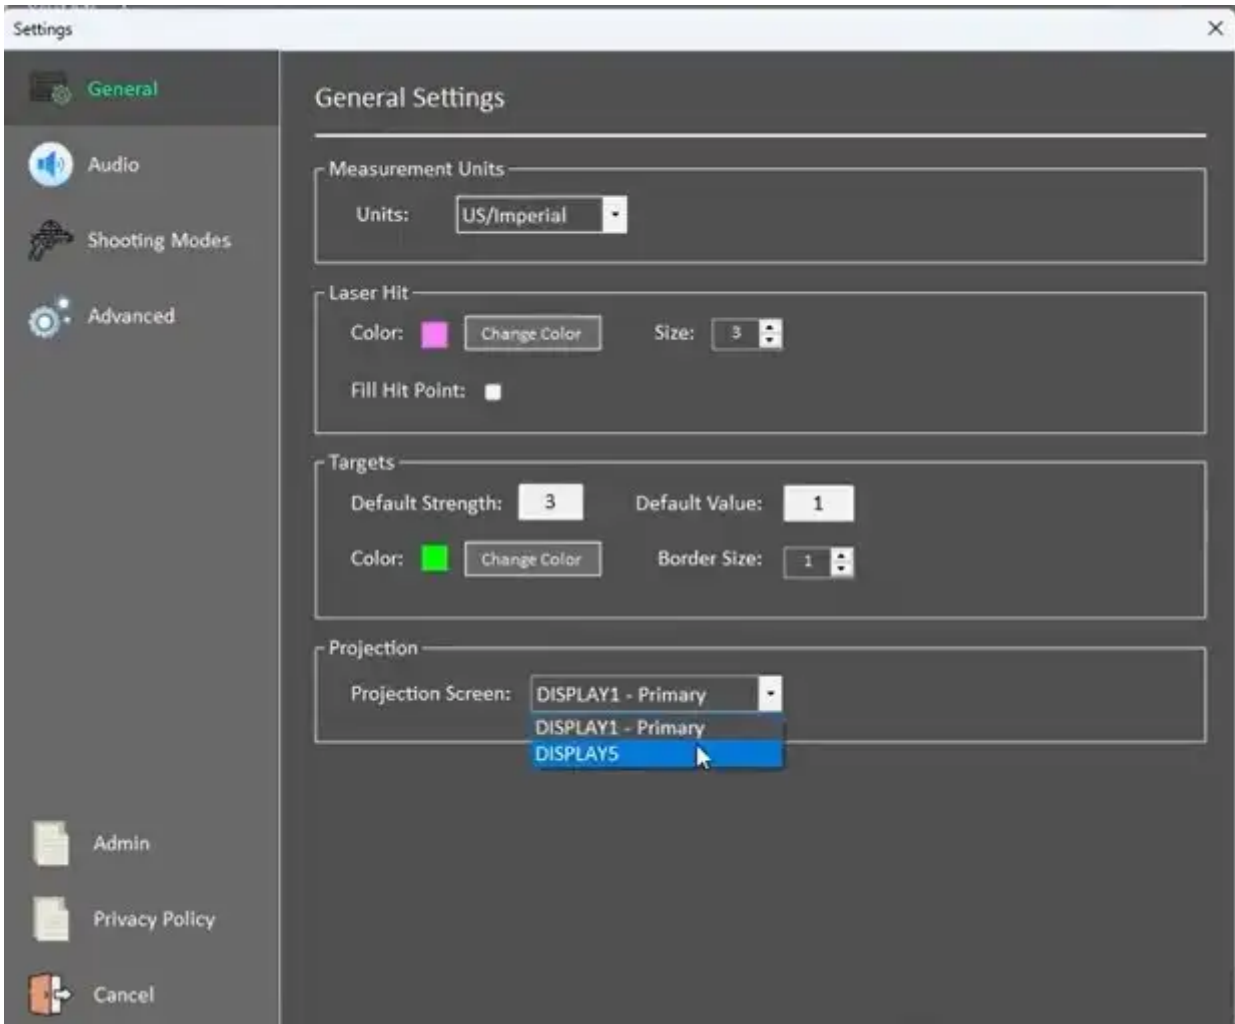 Settings
General
Audio
Shooting Modes
Advanced
Admin
Privacy Policy
Cancel
General Settings
Measurement Units
Units: US/Imperial
Laser Hit
Color: Change Color Size: 3
Fill Hit Point:
Targets
Default Strength: 3 Default Value: 1
Color: Change Color Border Size: 1
Projection
Projection Screen: DISPLAY1 - Primary
DISPLAY1 - Primary
DISPLAY5